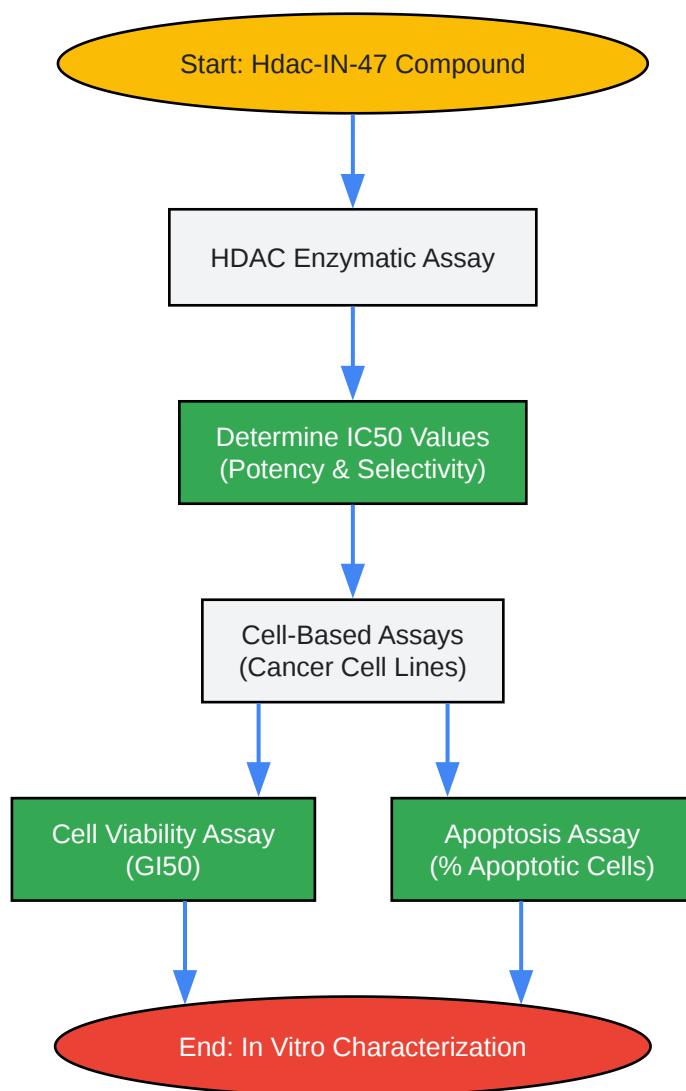 Start: Hdac-IN-47 Compound
HDAC Enzymatic Assay
Determine IC50 Values
(Potency & Selectivity)
Cell-Based Assays
(Cancer Cell Lines)
Cell Viability Assay
(GI50)
Apoptosis Assay
(% Apoptotic Cells)
End: In Vitro Characterization